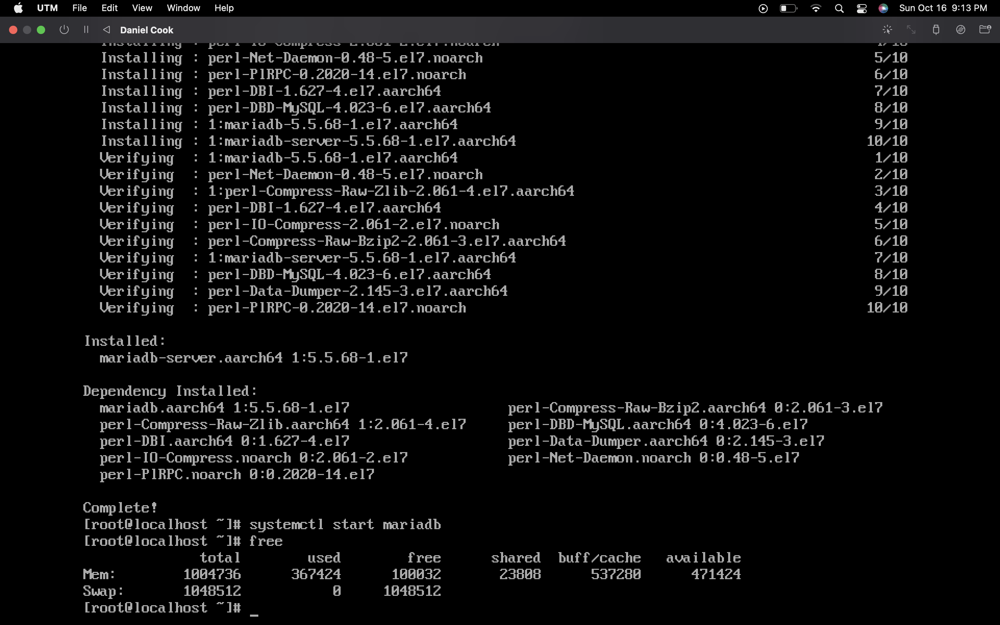 UTM File Edit View Window Help Sun Oct 16 9:13 PM
Daniel Cook
Installing : perl-IO-Compress-2.061-2.el7.noarch 4/10
Installing : perl-Net-Daemon-0.48-5.el7.noarch 5/10
Installing : perl-PlRPC-0.2020-14.el7.noarch 6/10
Installing : perl-DBI-1.627-4.el7.aarch64 7/10
Installing : perl-DBD-MySQL-4.023-6.el7.aarch64 8/10
Installing : 1:mariadb-5.5.68-1.el7.aarch64 9/10
Installing : 1:mariadb-server-5.5.68-1.el7.aarch64 10/10
Verifying : 1:mariadb-5.5.68-1.el7.aarch64 1/10
Verifying : perl-Net-Daemon-0.48-5.el7.noarch 2/10
Verifying : 1:perl-Compress-Raw-Zlib-2.061-4.el7.aarch64 3/10
Verifying : perl-DBI-1.627-4.el7.aarch64 4/10
Verifying : perl-IO-Compress-2.061-2.el7.noarch 5/10
Verifying : perl-Compress-Raw-Bzip2-2.061-3.el7.aarch64 6/10
Verifying : 1:mariadb-server-5.5.68-1.el7.aarch64 7/10
Verifying : perl-DBD-MySQL-4.023-6.el7.aarch64 8/10
Verifying : perl-Data-Dumper-2.145-3.el7.aarch64 9/10
Verifying : perl-PlRPC-0.2020-14.el7.noarch 10/10
Installed:
mariadb-server.aarch64 1:5.5.68-1.el7
Dependency Installed:
mariadb.aarch64 1:5.5.68-1.el7 perl-Compress-Raw-Bzip2.aarch64 0:2.061-3.el7
perl-Compress-Raw-Zlib.aarch64 1:2.061-4.el7 perl-DBD-MySQL.aarch64 0:4.023-6.el7
perl-DBI.aarch64 0:1.627-4.el7 perl-Data-Dumper.aarch64 0:2.145-3.el7
perl-IO-Compress.noarch 0:2.061-2.el7 perl-Net-Daemon.noarch 0:0.48-5.el7
perl-PlRPC.noarch 0:0.2020-14.el7
Complete!
[root@localhost ~]# systemctl start mariadb
[root@localhost ~]# free
total used free shared buff/cache available
Mem: 1004736 367424 100032 23808 537280 471424
Swap: 1048512 0 1048512
[root@localhost ~]# _